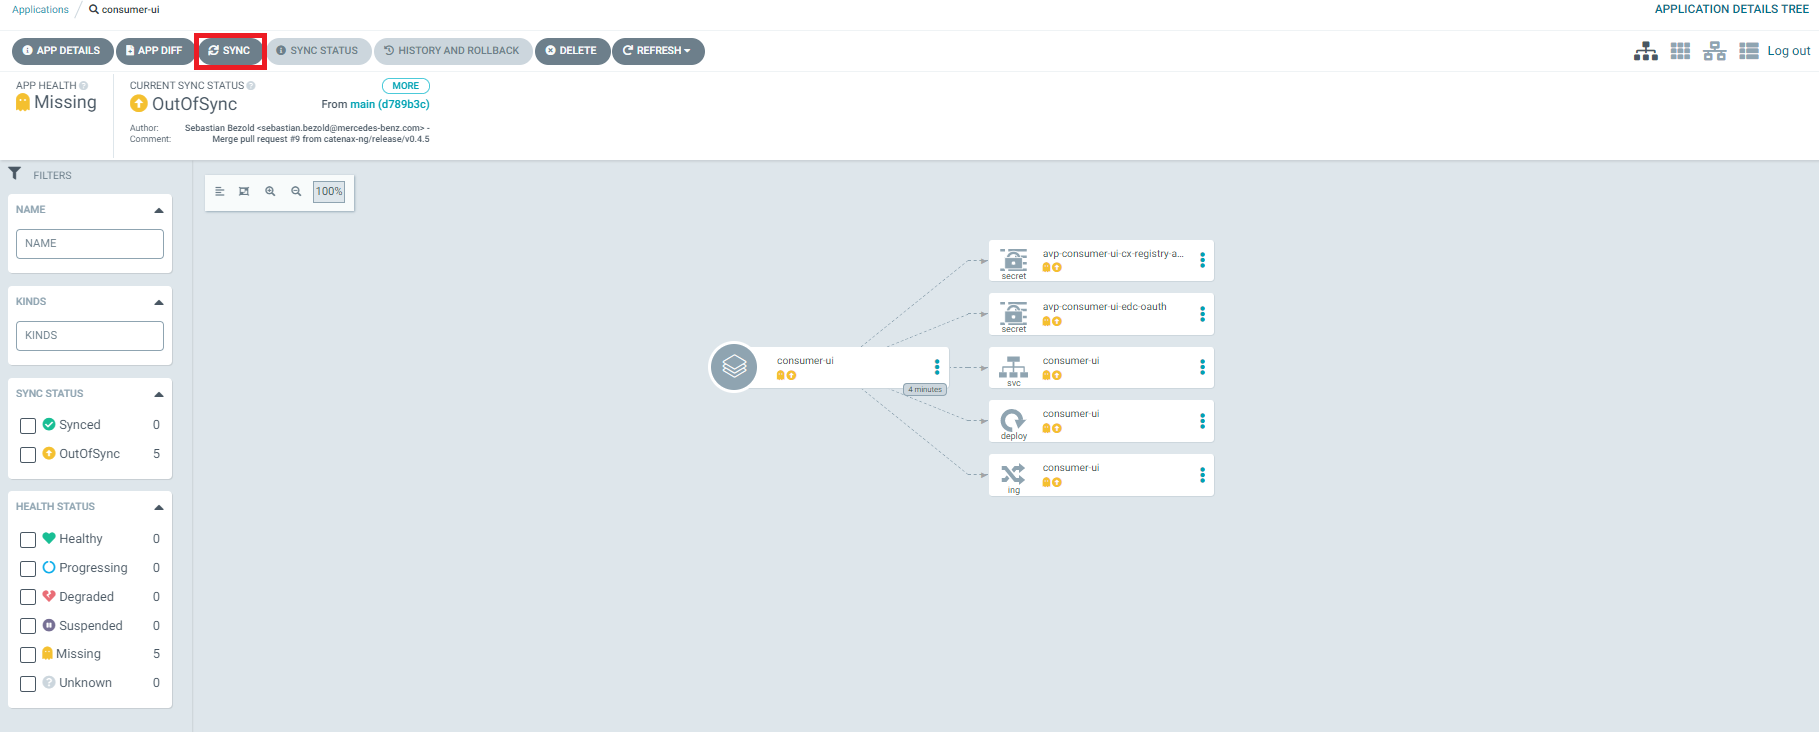 Applications / consumer-ui
APPLICATION DETAILS TREE
APP DETAILS APP DIFF SYNC SYNC STATUS HISTORY AND ROLLBACK DELETE REFRESH
Log out
APP HEALTH
Missing
CURRENT SYNC STATUS
MORE
OutOfSync
From main (d789b3c)
Author: Sebastian Bezold <sebastian.bezold@mercedes-benz.com> -
Comment: Merge pull request #9 from catenax-ng/release/v0.4.5
FILTERS
NAME
NAME
KINDS
KINDS
SYNC STATUS
Synced 0
OutOfSync 5
HEALTH STATUS
Healthy 0
Progressing 0
Degraded 0
Suspended 0
Missing 5
Unknown 0
100%
consumer-ui
4 minutes
avp-consumer-ui-cx-registry-a...
secret
avp-consumer-ui-edc-oauth
secret
consumer-ui
svc
consumer-ui
deploy
consumer-ui
ing